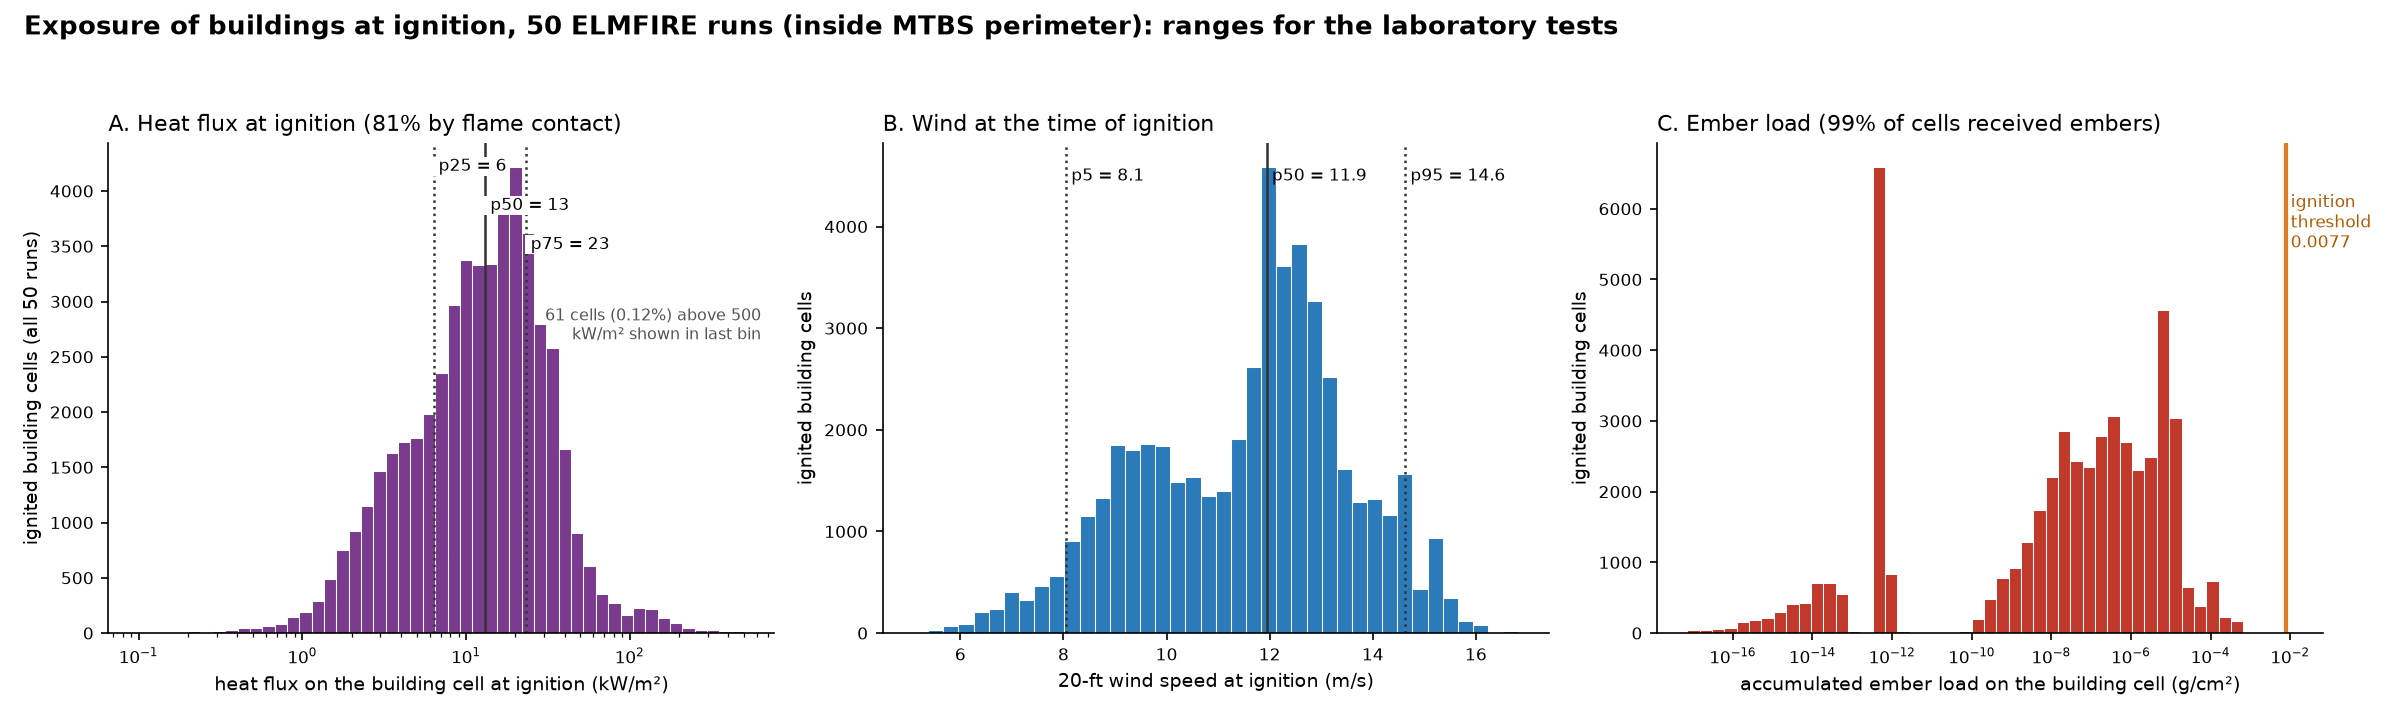 Exposure of buildings at ignition, 50 ELMFIRE runs (inside MTBS perimeter): ranges for the laboratory tests
A. Heat flux at ignition (81% by flame contact)
p25 = 6
p50 = 13
p75 = 23
61 cells (0.12%) above 500
kW/m² shown in last bin
ignited building cells (all 50 runs)
4000
3500
3000
2500
2000
1500
1000
500
0
10⁻¹
10⁰
10¹
10²
heat flux on the building cell at ignition (kW/m²)
B. Wind at the time of ignition
p5 = 8.1
p50 = 11.9
p95 = 14.6
ignited building cells
4000
3000
2000
1000
0
6
8
10
12
14
16
20-ft wind speed at ignition (m/s)
C. Ember load (99% of cells received embers)
ignition
threshold
0.0077
ignited building cells
6000
5000
4000
3000
2000
1000
0
10⁻¹⁶
10⁻¹⁴
10⁻¹²
10⁻¹⁰
10⁻⁸
10⁻⁶
10⁻⁴
10⁻²
accumulated ember load on the building cell (g/cm²)